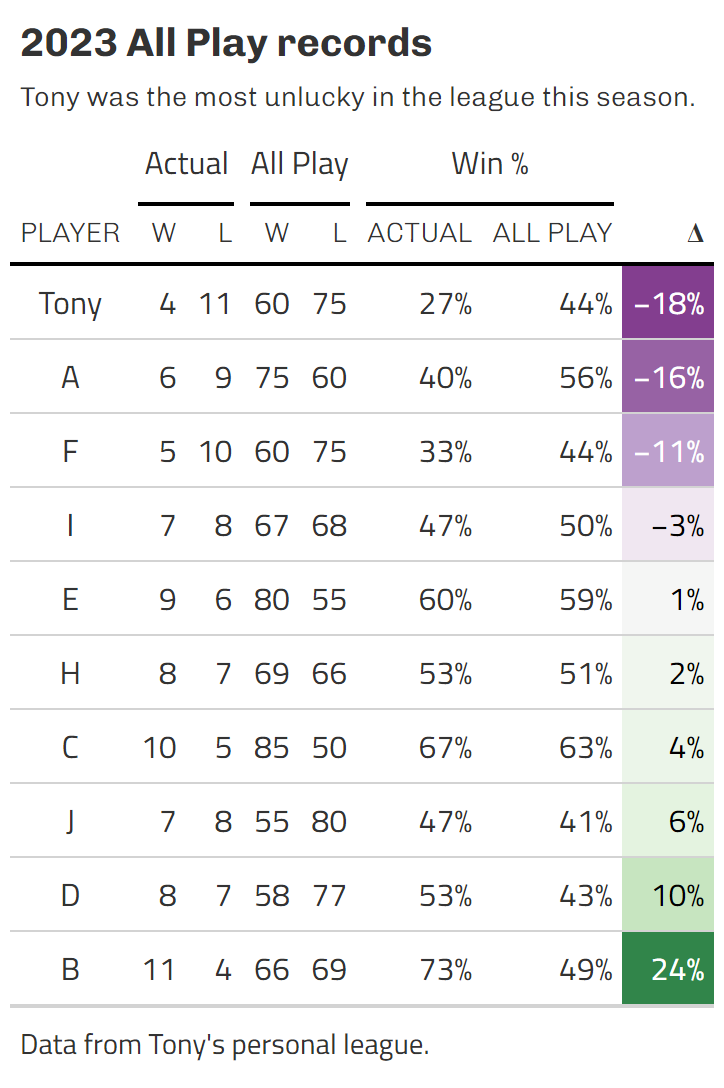 2023 All Play records
Tony was the most unlucky in the league this season.
Actual All Play Win %
PLAYER W L W L ACTUAL ALL PLAY Δ
Tony 4 11 60 75 27% 44% −18%
A 6 9 75 60 40% 56% −16%
F 5 10 60 75 33% 44% −11%
I 7 8 67 68 47% 50% −3%
E 9 6 80 55 60% 59% 1%
H 8 7 69 66 53% 51% 2%
C 10 5 85 50 67% 63% 4%
J 7 8 55 80 47% 41% 6%
D 8 7 58 77 53% 43% 10%
B 11 4 66 69 73% 49% 24%
Data from Tony's personal league.